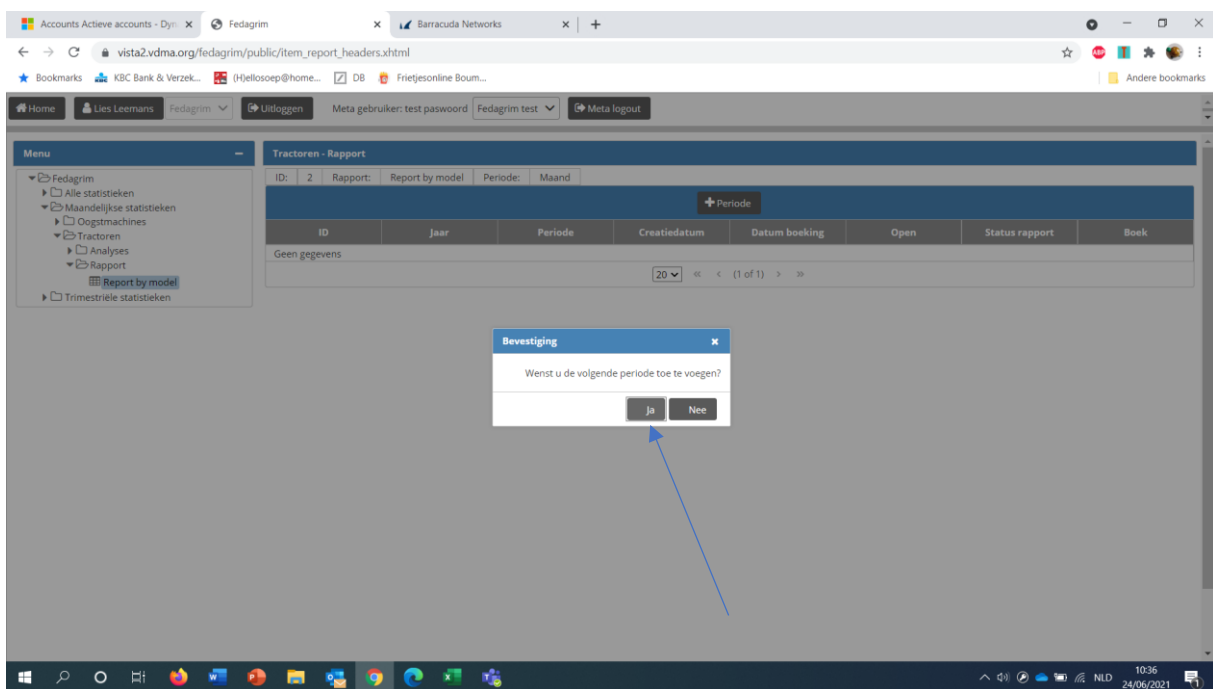 Accounts Actieve accounts - Dyn
Fedagrim
Barracuda Networks
vista2.vdma.org/fedagrim/public/item_report_headers.xhtml
ABP
Bookmarks KBC Bank & Verzek... (H)ellosoep@home... DB Frietjesonline Boum... Andere bookmarks
Home Lies Leemans Fedagrim Uitloggen Meta gebruiker: test paswoord Fedagrim test Meta logout
Menu
Fedagrim
Alle statistieken
Maandelijkse statistieken
Oogstmachines
Tractoren
Analyses
Rapport
Report by model
Trimestriële statistieken
Tractoren - Rapport
ID: 2 Rapport: Report by model Periode: Maand
+ Periode
ID Jaar Periode Creatiedatum Datum boeking Open Status rapport Boek
Geen gegevens
20 (1 of 1)
Bevestiging
Wenst u de volgende periode toe te voegen?
Ja Nee
NLD
10:36
24/06/2021